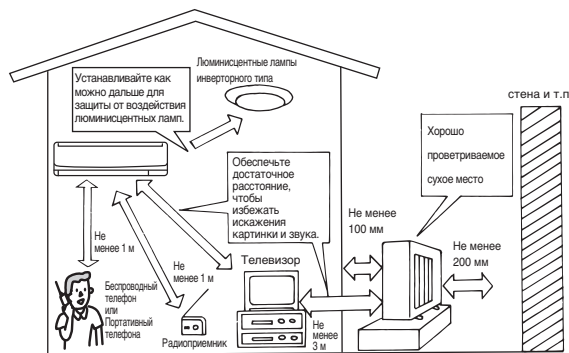 Люминисцентные лампы
инверторного типа
Устанавливайте как
можно дальше для
защиты от воздействия
люминисцентных ламп.
стена и т.п
Хорошо
проветриваемое
сухое место
Обеспечьте
достаточное
расстояние,
чтобы
избежать
искажения
картинки и звука.
Не менее
100 мм
Не менее
200 мм
Не
менее 1 м
Не
менее 1 м
Телевизор
Беспроводный
телефон
или
Портативный
телефона
Радиоприемник
Не
менее
3 м